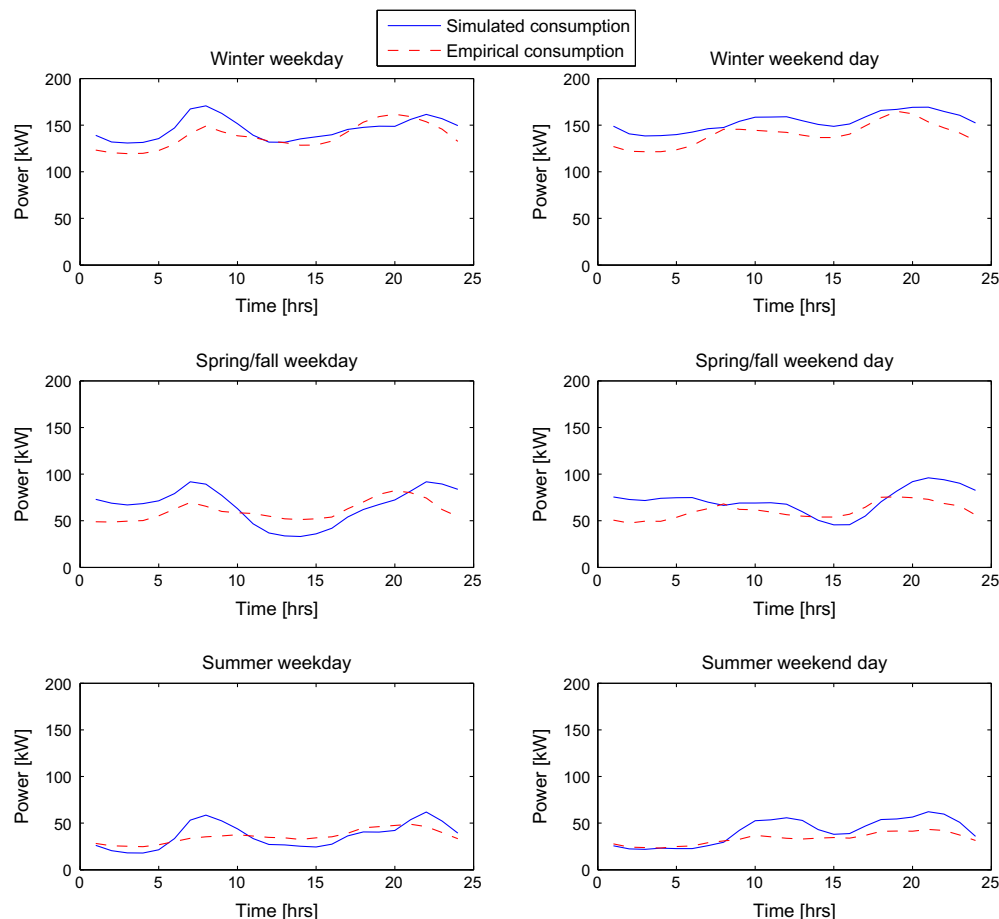 Simulated consumption
Empirical consumption
Winter weekday
200
150
100
50
0
Power [kW]
0 5 10 15 20 25
Time [hrs]
Winter weekend day
200
150
100
50
0
Power [kW]
0 5 10 15 20 25
Time [hrs]
Spring/fall weekday
200
150
100
50
0
Power [kW]
0 5 10 15 20 25
Time [hrs]
Spring/fall weekend day
200
150
100
50
0
Power [kW]
0 5 10 15 20 25
Time [hrs]
Summer weekday
200
150
100
50
0
Power [kW]
0 5 10 15 20 25
Time [hrs]
Summer weekend day
200
150
100
50
0
Power [kW]
0 5 10 15 20 25
Time [hrs]